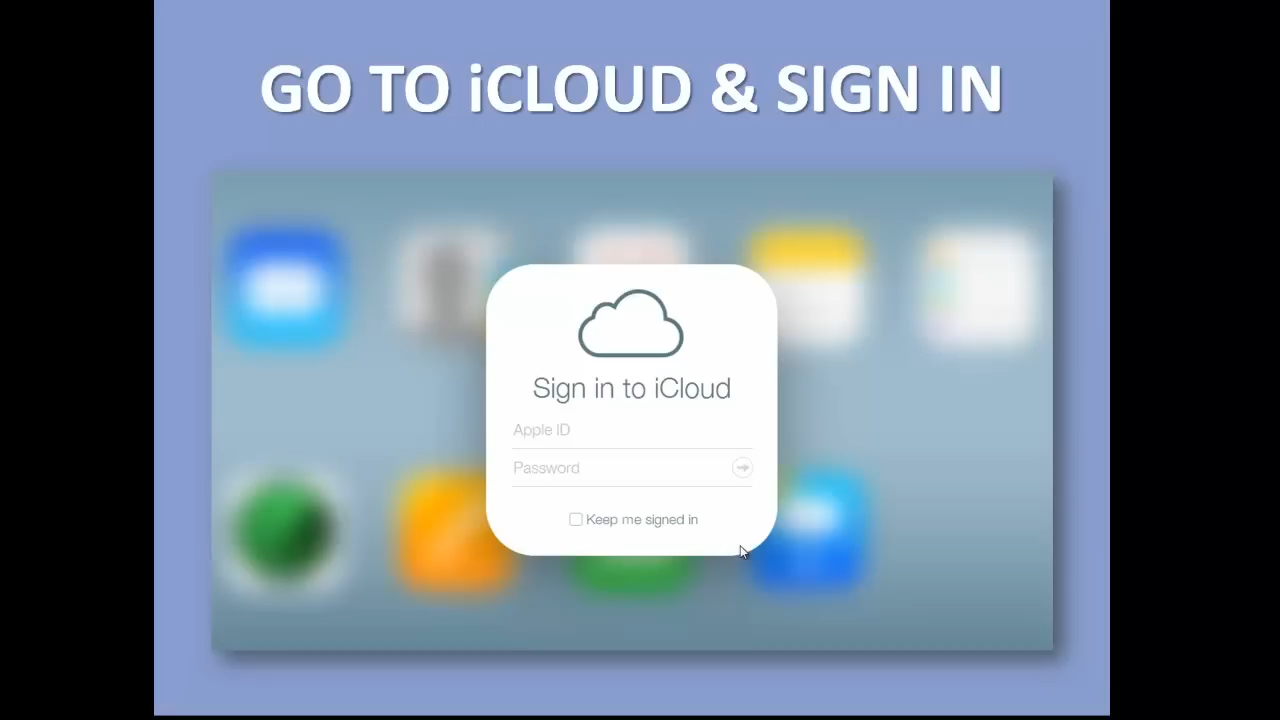 GO TO iCLOUD & SIGN IN
Sign in to iCloud
Apple ID
Password
Keep me signed in